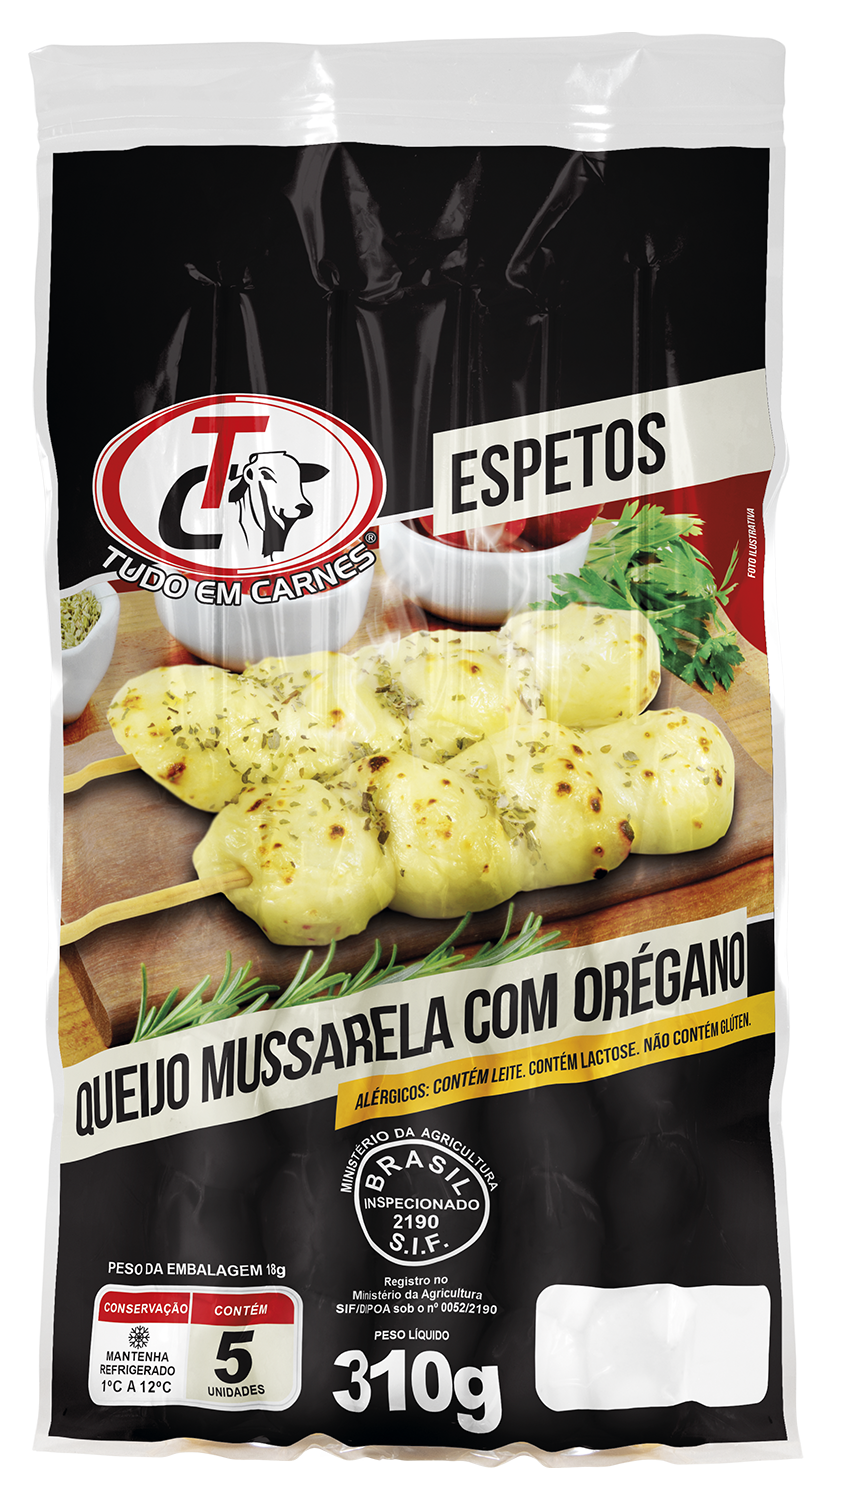 ESPETOS
FOTO ILUSTRATIVA
TC
TUDO EM CARNES®
QUEIJO MUSSARELA COM ORÉGANO
ALÉRGICOS: CONTÉM LEITE. CONTÉM LACTOSE. NÃO CONTÉM GLÚTEN.
MINISTÉRIO DA AGRICULTURA
BRASIL
INSPECIONADO
2190
S.I.F.
PESO DA EMBALAGEM 18g
CONSERVAÇÃO
MANTENHA
REFRIGERADO
1ºC A 12ºC
CONTÉM
5
UNIDADES
Registro no
Ministério da Agricultura
SIF/DIPOA sob o nº 0052/2190
PESO LÍQUIDO
310g